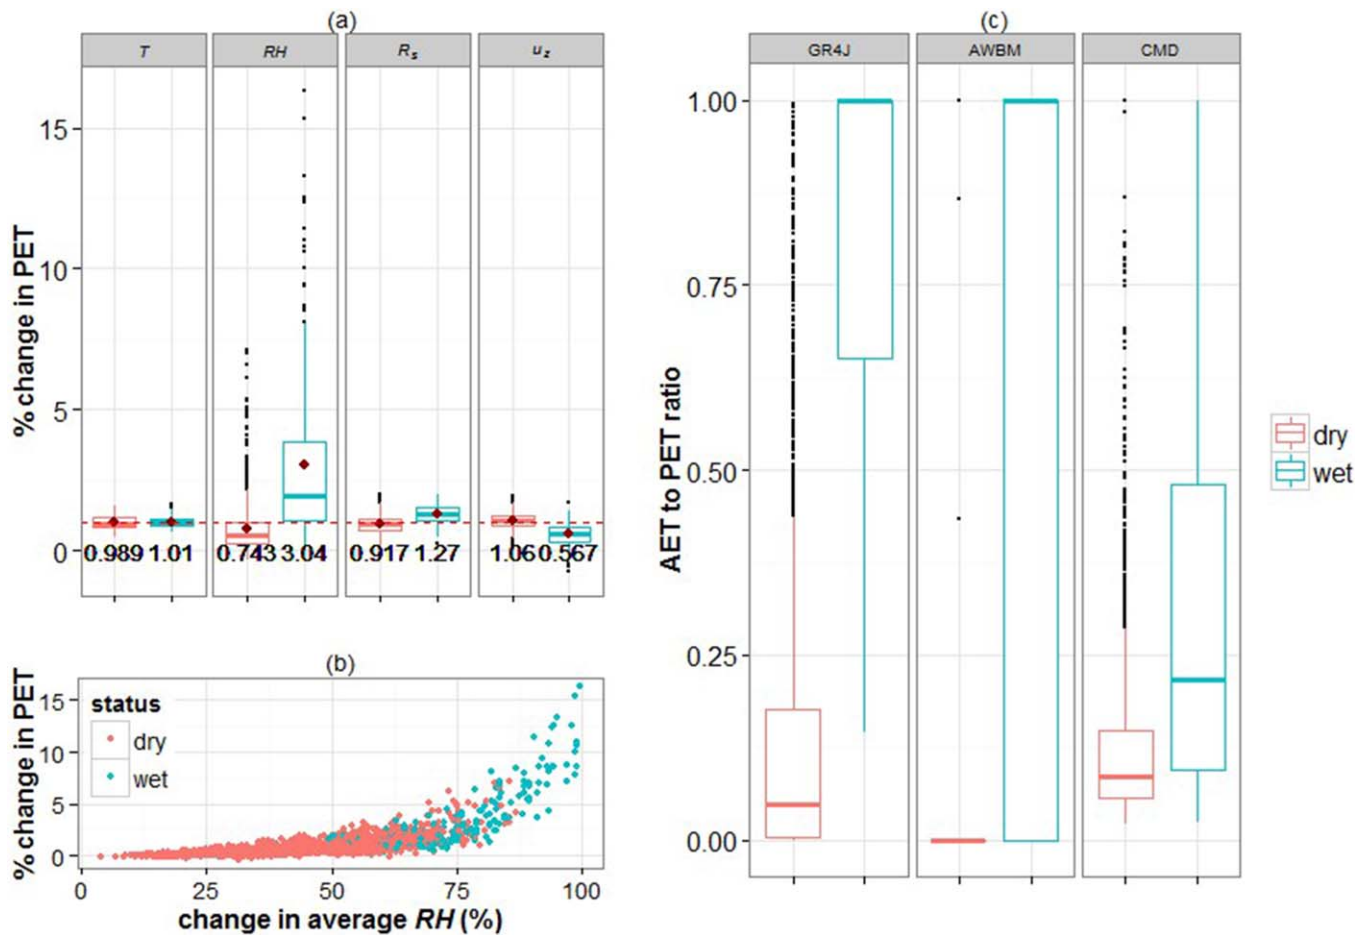 (a)
T RH Rs uz
% change in PET
15
10
5
0
0.989 1.01 0.743 3.04 0.917 1.27 1.06 0.567
(b)
% change in PET
15
10
5
0
status
dry
wet
0 25 50 75 100
change in average RH (%)
(c)
GR4J AWBM CMD
AET to PET ratio
1.00
0.75
0.50
0.25
0.00
dry
wet